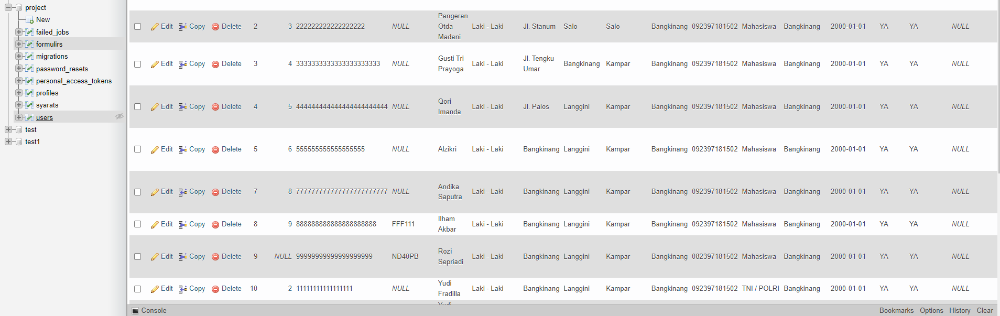 project
New
failed_jobs
formulirs
migrations
password_resets
personal_access_tokens
profiles
syarats
users
test
test1
Edit Copy Delete 2 3 222222222222222222 NULL Pangeran Otda Madani Laki - Laki Jl. Stanum Salo Salo Bangkinang 092397181502 Mahasiswa Bangkinang 2000-01-01 YA YA NULL
Edit Copy Delete 3 4 3333333333333333333333 NULL Gusti Tri Prayoga Laki - Laki Jl. Tengku Umar Bangkinang Kampar Bangkinang 092397181502 Mahasiswa Bangkinang 2000-01-01 YA YA NULL
Edit Copy Delete 4 5 444444444444444444444444 NULL Qori Imanda Laki - Laki Jl. Palos Langgini Kampar Bangkinang 092397181502 Mahasiswa Bangkinang 2000-01-01 YA YA NULL
Edit Copy Delete 5 6 555555555555555555 NULL Alzikri Laki - Laki Bangkinang Langgini Kampar Bangkinang 092397181502 Mahasiswa Bangkinang 2000-01-01 YA YA NULL
Edit Copy Delete 7 8 777777777777777777777777 NULL Andika Saputra Laki - Laki Bangkinang Langgini Kampar Bangkinang 092397181502 Mahasiswa Bangkinang 2000-01-01 YA YA NULL
Edit Copy Delete 8 9 888888888888888888888 FFF111 Ilham Akbar Laki - Laki Bangkinang Langgini Kampar Bangkinang 092397181502 Mahasiswa Bangkinang 2000-01-01 YA YA NULL
Edit Copy Delete 9 NULL 99999999999999999999 ND40PB Rozi Sepriadi Laki - Laki Bangkinang Langgini Kampar Bangkinang 082397181502 Mahasiswa Bangkinang 2000-01-01 YA YA NULL
Edit Copy Delete 10 2 1111111111111111 NULL Yudi Fradilla Laki - Laki Bangkinang Langgini Kampar Bangkinang 092397181502 TNI / POLRI Bangkinang 2000-01-01 YA YA NULL
Yudi
Console Bookmarks Options History Clear